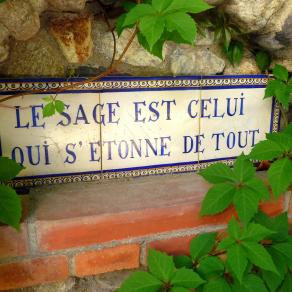 LE SAGE EST CELUI
QUI S'ETONNE DE TOUT